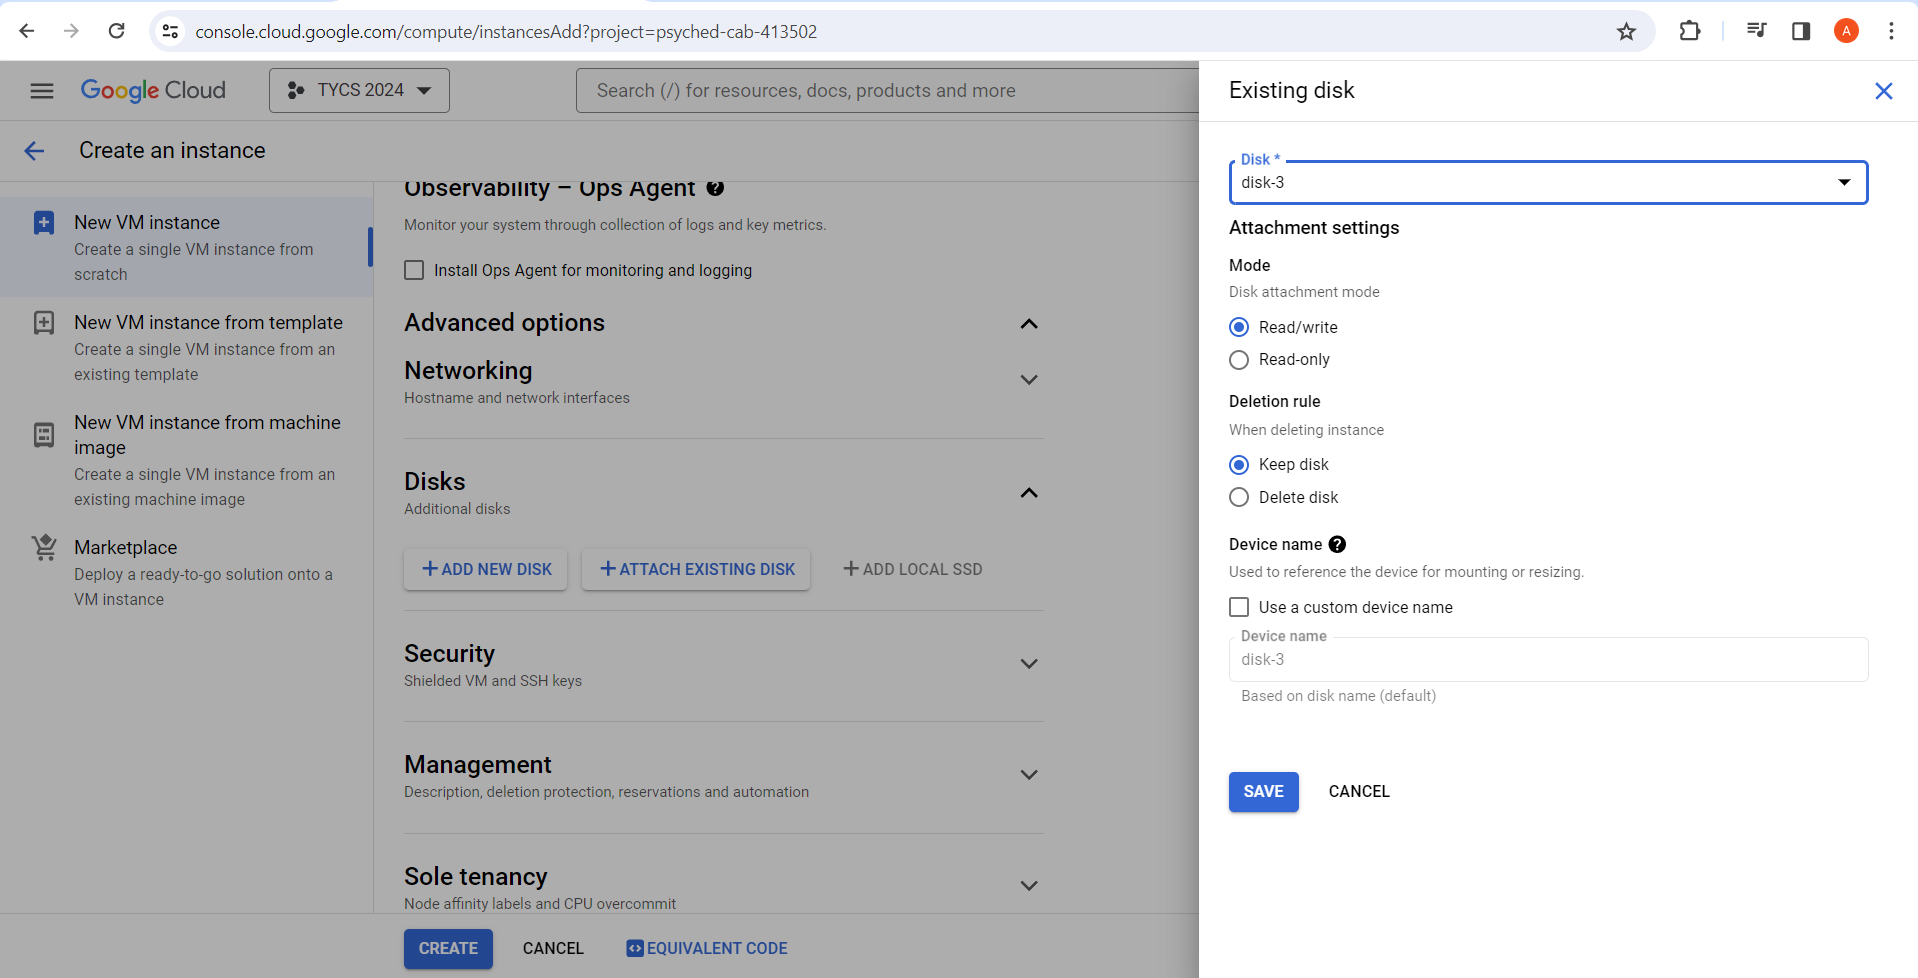 console.cloud.google.com/compute/instancesAdd?project=psyched-cab-413502
A
Google Cloud
TYCS 2024
Search (/) for resources, docs, products and more
Create an instance
New VM instance
Create a single VM instance from
scratch
New VM instance from template
Create a single VM instance from an
existing template
New VM instance from machine
image
Create a single VM instance from an
existing machine image
Marketplace
Deploy a ready-to-go solution onto a
VM instance
Observability – Ops Agent ?
Monitor your system through collection of logs and key metrics.
Install Ops Agent for monitoring and logging
Advanced options
Networking
Hostname and network interfaces
Disks
Additional disks
+ ADD NEW DISK
+ ATTACH EXISTING DISK
+ ADD LOCAL SSD
Security
Shielded VM and SSH keys
Management
Description, deletion protection, reservations and automation
Sole tenancy
Node affinity labels and CPU overcommit
CREATE
CANCEL
EQUIVALENT CODE
Existing disk
Disk *
disk-3
Attachment settings
Mode
Disk attachment mode
Read/write
Read-only
Deletion rule
When deleting instance
Keep disk
Delete disk
Device name ?
Used to reference the device for mounting or resizing.
Use a custom device name
Device name
disk-3
Based on disk name (default)
SAVE
CANCEL